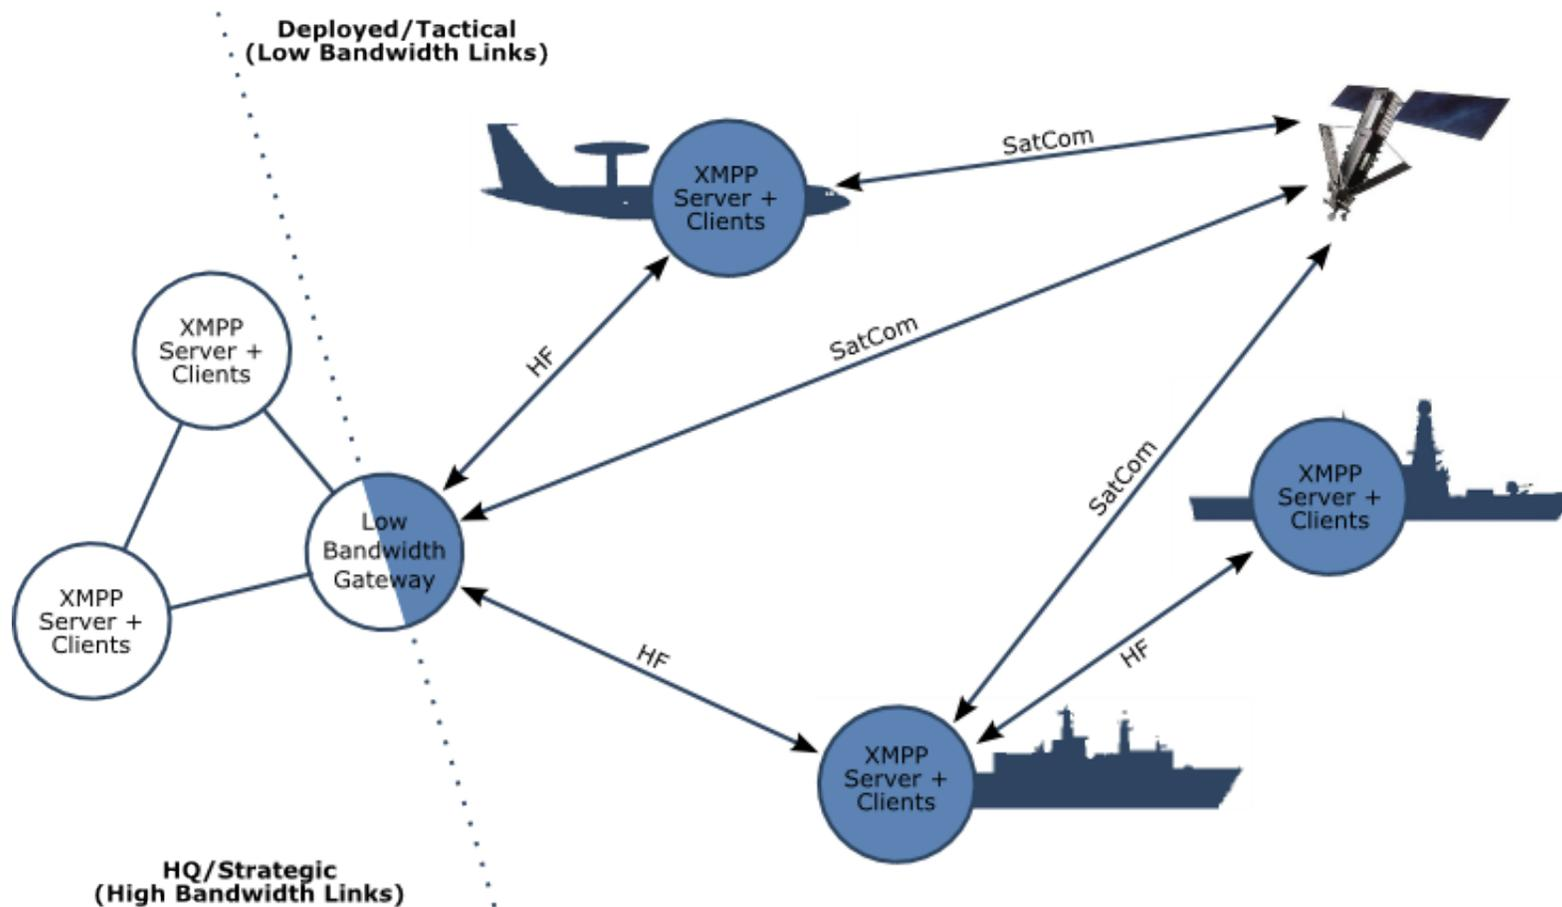 Deployed/Tactical
(Low Bandwidth Links)
XMPP
Server +
Clients
SatCom
HF
SatCom
XMPP
Server +
Clients
SatCom
XMPP
Server +
Clients
Low
Bandwidth
Gateway
XMPP
Server +
Clients
HF
HF
XMPP
Server +
Clients
HQ/Strategic
(High Bandwidth Links)